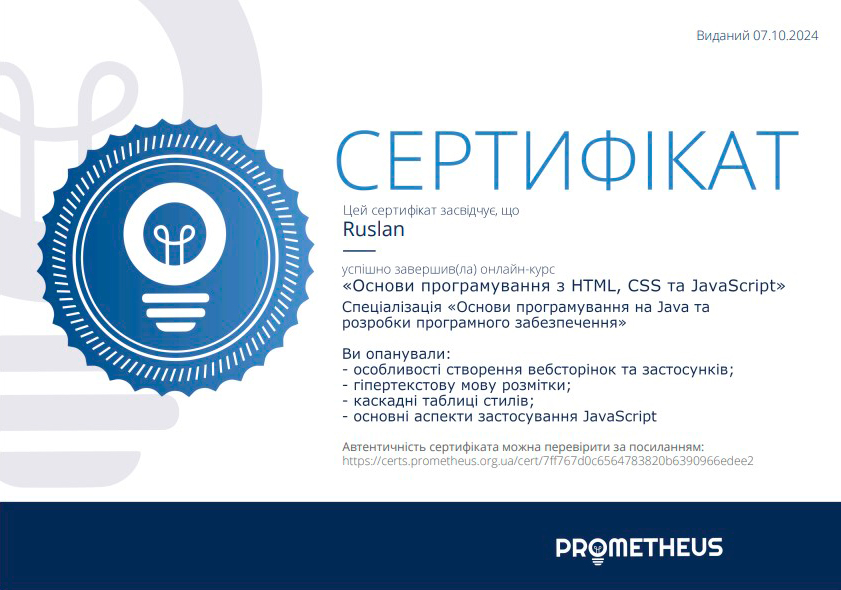 Виданий 07.10.2024
СЕРТИФІКАТ
Цей сертифікат засвідчує, що
Ruslan
успішно завершив(ла) онлайн-курс
«Основи програмування з HTML, CSS та JavaScript»
Спеціалізація «Основи програмування на Java та
розробки програмного забезпечення»
Ви опанували:
- особливості створення вебсторінок та застосунків;
- гіпертекстову мову розмітки;
- каскадні таблиці стилів;
- основні аспекти застосування JavaScript
Автентичність сертифіката можна перевірити за посиланням:
https://certs.prometheus.org.ua/cert/7ff767d0c6564783820b6390966edee2
PROMETHEUS